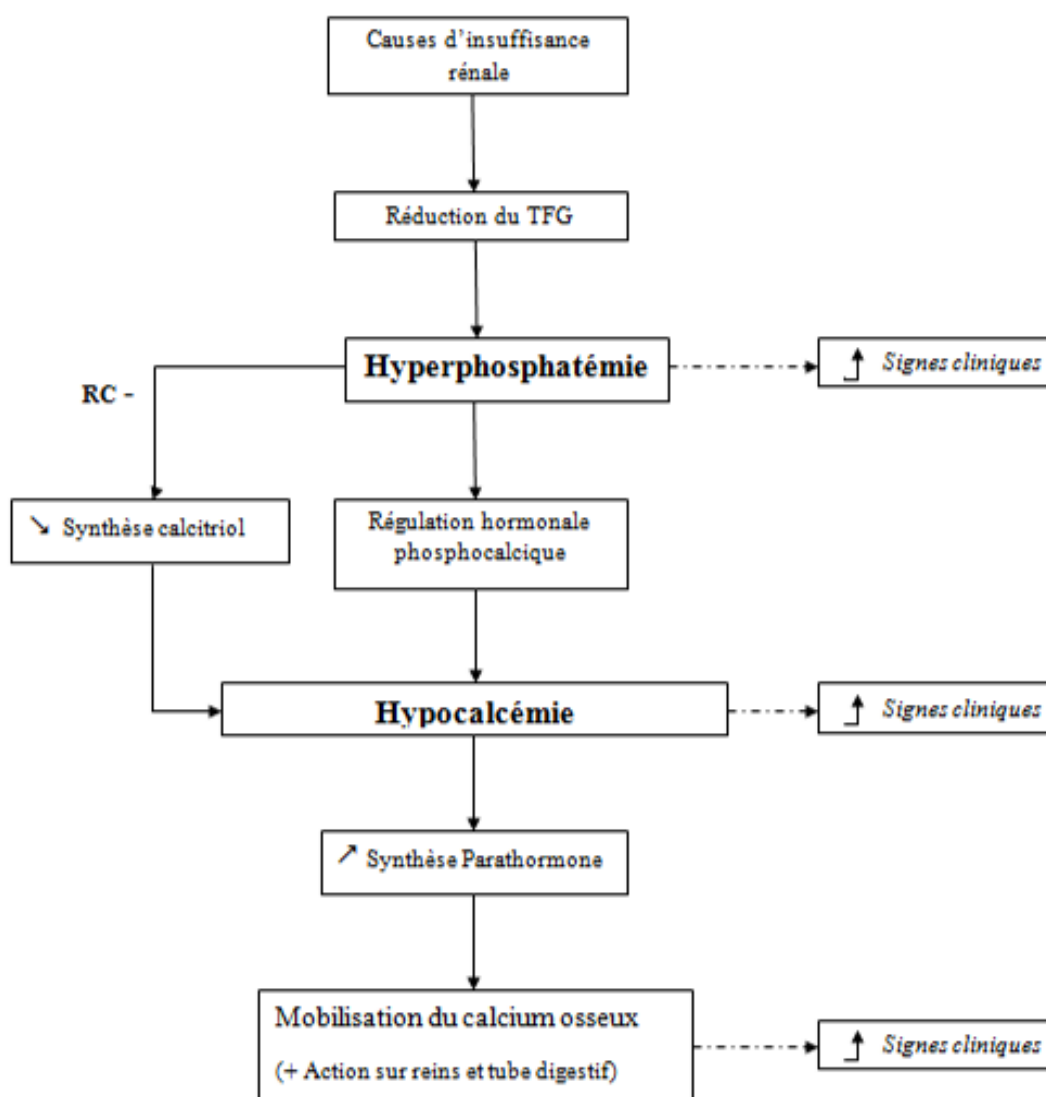 Causes d’insuffisance
rénale
Réduction du TFG
Hyperphosphatémie
Signes cliniques
RC -
↘ Synthèse calcitriol
Régulation hormonale
phosphocalcique
Hypocalcémie
Signes cliniques
↗ Synthèse Parathormone
Mobilisation du calcium osseux
(+ Action sur reins et tube digestif)
Signes cliniques